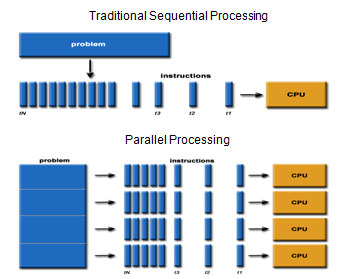 Traditional Sequential Processing
problem
instructions
CPU
tN t3 t2 t1
Parallel Processing
problem instructions
CPU
CPU
CPU
CPU
tN t3 t2 t1